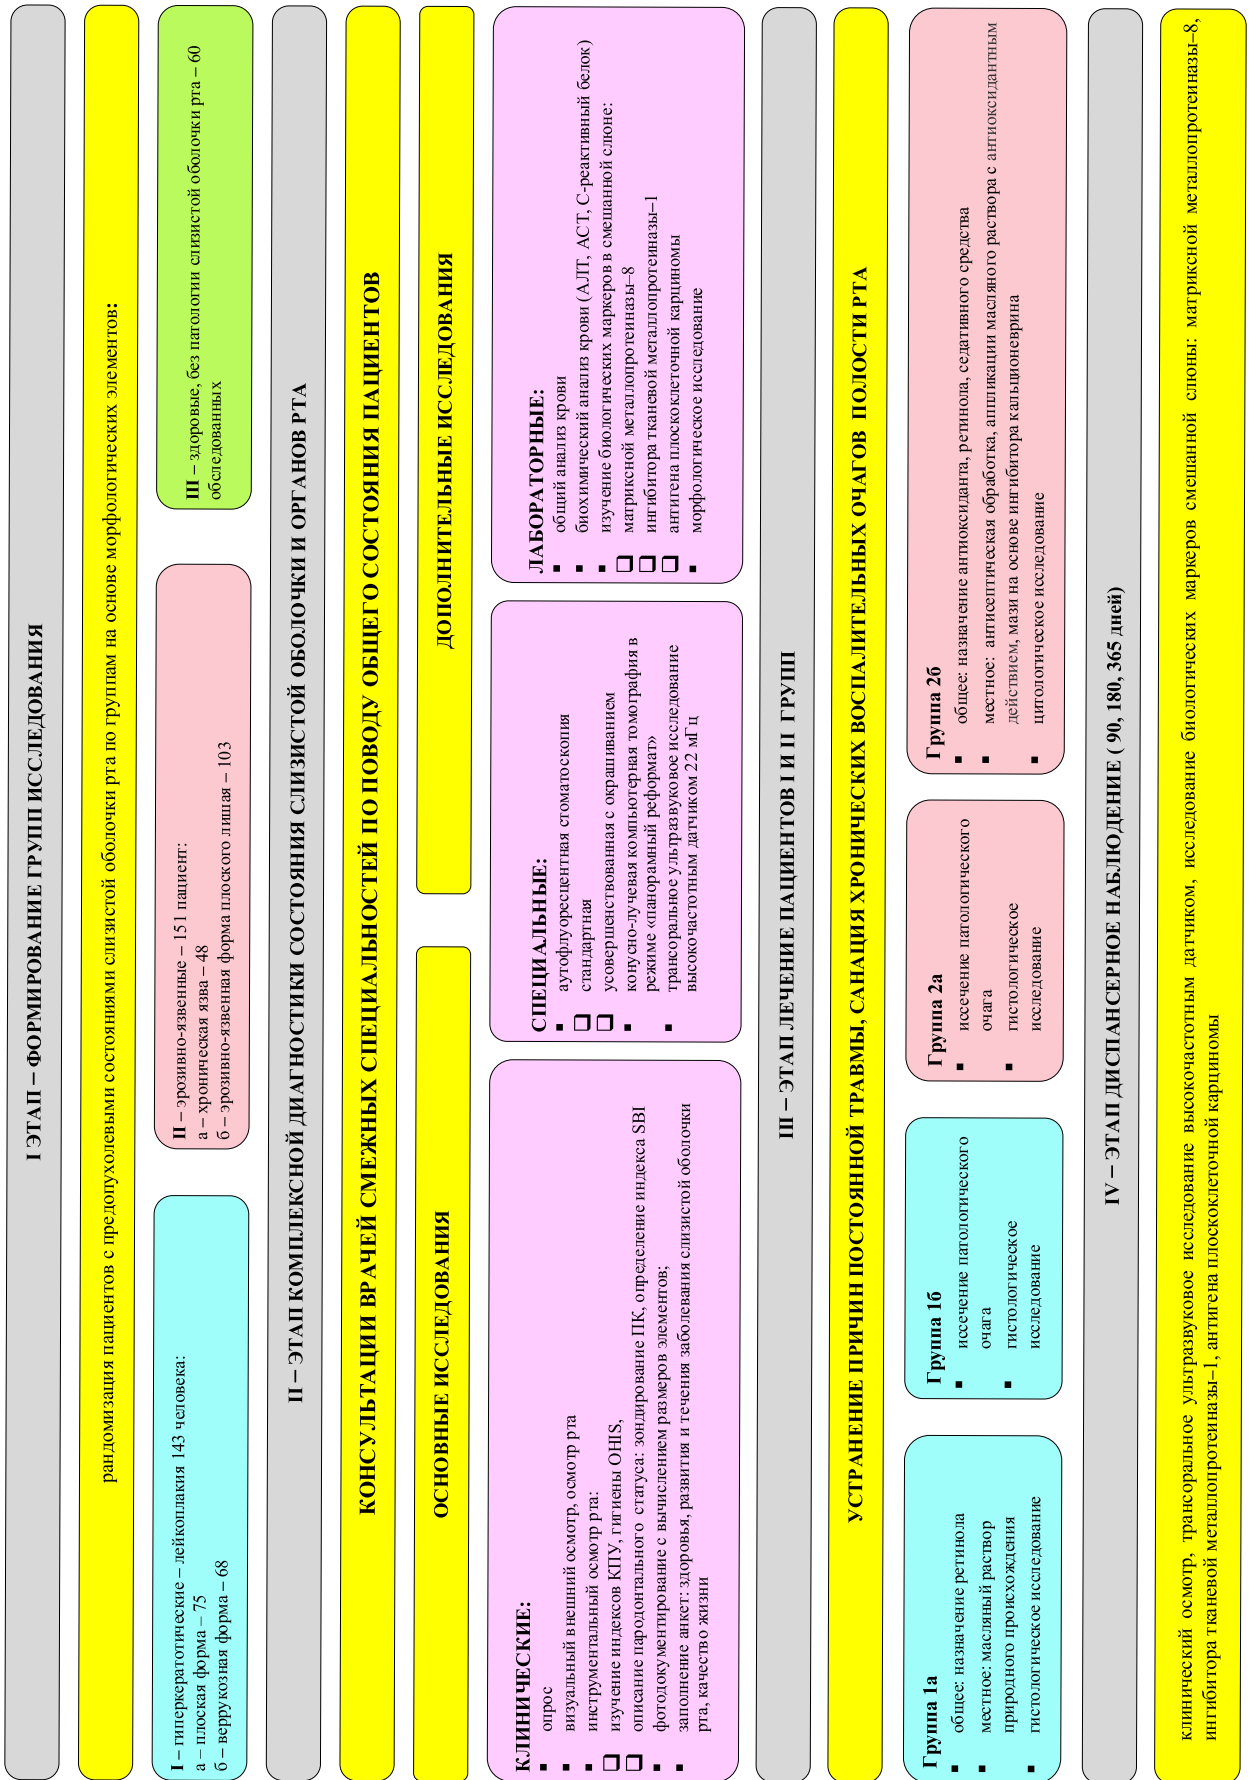 I ЭТАП – ФОРМИРОВАНИЕ ГРУПП ИССЛЕДОВАНИЯ
рандомизация пациентов с предопухолевыми состояниями слизистой оболочки рта по группам на основе морфологических элементов:
I – гиперкератотические – лейкоплакия 143 человека:
а – плоская форма – 75
б – веррукозная форма – 68
II – эрозивно-язвенные – 151 пациент:
а – хроническая язва – 48
б – эрозивно-язвенная форма плоского лишая – 103
III – здоровые, без патологии слизистой оболочки рта – 60
обследованных
II – ЭТАП КОМПЛЕКСНОЙ ДИАГНОСТИКИ СОСТОЯНИЯ СЛИЗИСТОЙ ОБОЛОЧКИ И ОРГАНОВ РТА
КОНСУЛЬТАЦИИ ВРАЧЕЙ СМЕЖНЫХ СПЕЦИАЛЬНОСТЕЙ ПО ПОВОДУ ОБЩЕГО СОСТОЯНИЯ ПАЦИЕНТОВ
ОСНОВНЫЕ ИССЛЕДОВАНИЯ
ДОПОЛНИТЕЛЬНЫЕ ИССЛЕДОВАНИЯ
КЛИНИЧЕСКИЕ:
▪ опрос
▪ визуальный внешний осмотр, осмотр рта
▪ инструментальный осмотр рта:
❒ изучение индексов КПУ, гигиены OHIS,
❒ описание пародонтального статуса: зондирование ПК, определение индекса SBI
▪ фотодокументирование с вычислением размеров элементов;
▪ заполнение анкет: здоровья, развития и течения заболевания слизистой оболочки
рта, качество жизни
СПЕЦИАЛЬНЫЕ:
▪ аутофлуоресцентная стоматоскопия
❒ стандартная
❒ усовершенствованная с окрашиванием
▪ конусно-лучевая компьютерная томография в
режиме «панорамный реформат»
▪ трансоральное ультразвуковое исследование
высокочастотным датчиком 22 мГц
ЛАБОРАТОРНЫЕ:
▪ общий анализ крови
▪ биохимический анализ крови (АЛТ, АСТ, С-реактивный белок)
▪ изучение биологических маркеров в смешанной слюне:
❒ матриксной металлопротеиназы–8
❒ ингибитора тканевой металлопротеиназы–1
❒ антигена плоскоклеточной карциномы
▪ морфологическое исследование
III – ЭТАП ЛЕЧЕНИЕ ПАЦИЕНТОВ I И II ГРУПП
УСТРАНЕНИЕ ПРИЧИН ПОСТОЯННОЙ ТРАВМЫ, САНАЦИЯ ХРОНИЧЕСКИХ ВОСПАЛИТЕЛЬНЫХ ОЧАГОВ ПОЛОСТИ РТА
Группа 1а
▪ общее: назначение ретинола
▪ местное: масляный раствор
природного происхождения
▪ гистологическое исследование
Группа 1б
▪ иссечение патологического
очага
▪ гистологическое
исследование
Группа 2а
▪ иссечение патологического
очага
▪ гистологическое
исследование
Группа 2б
▪ общее: назначение антиоксиданта, ретинола, седативного средства
▪ местное: антисептическая обработка, аппликации масляного раствора с антиоксидантным
действием, мази на основе ингибитора кальционеврина
▪ цитологическое исследование
IV – ЭТАП ДИСПАНСЕРНОЕ НАБЛЮДЕНИЕ ( 90, 180, 365 дней)
клинический осмотр, трансоральное ультразвуковое исследование высокочастотным датчиком, исследование биологических маркеров смешанной слюны: матриксной металлопротеиназы–8,
ингибитора тканевой металлопротеиназы–1, антигена плоскоклеточной карциномы